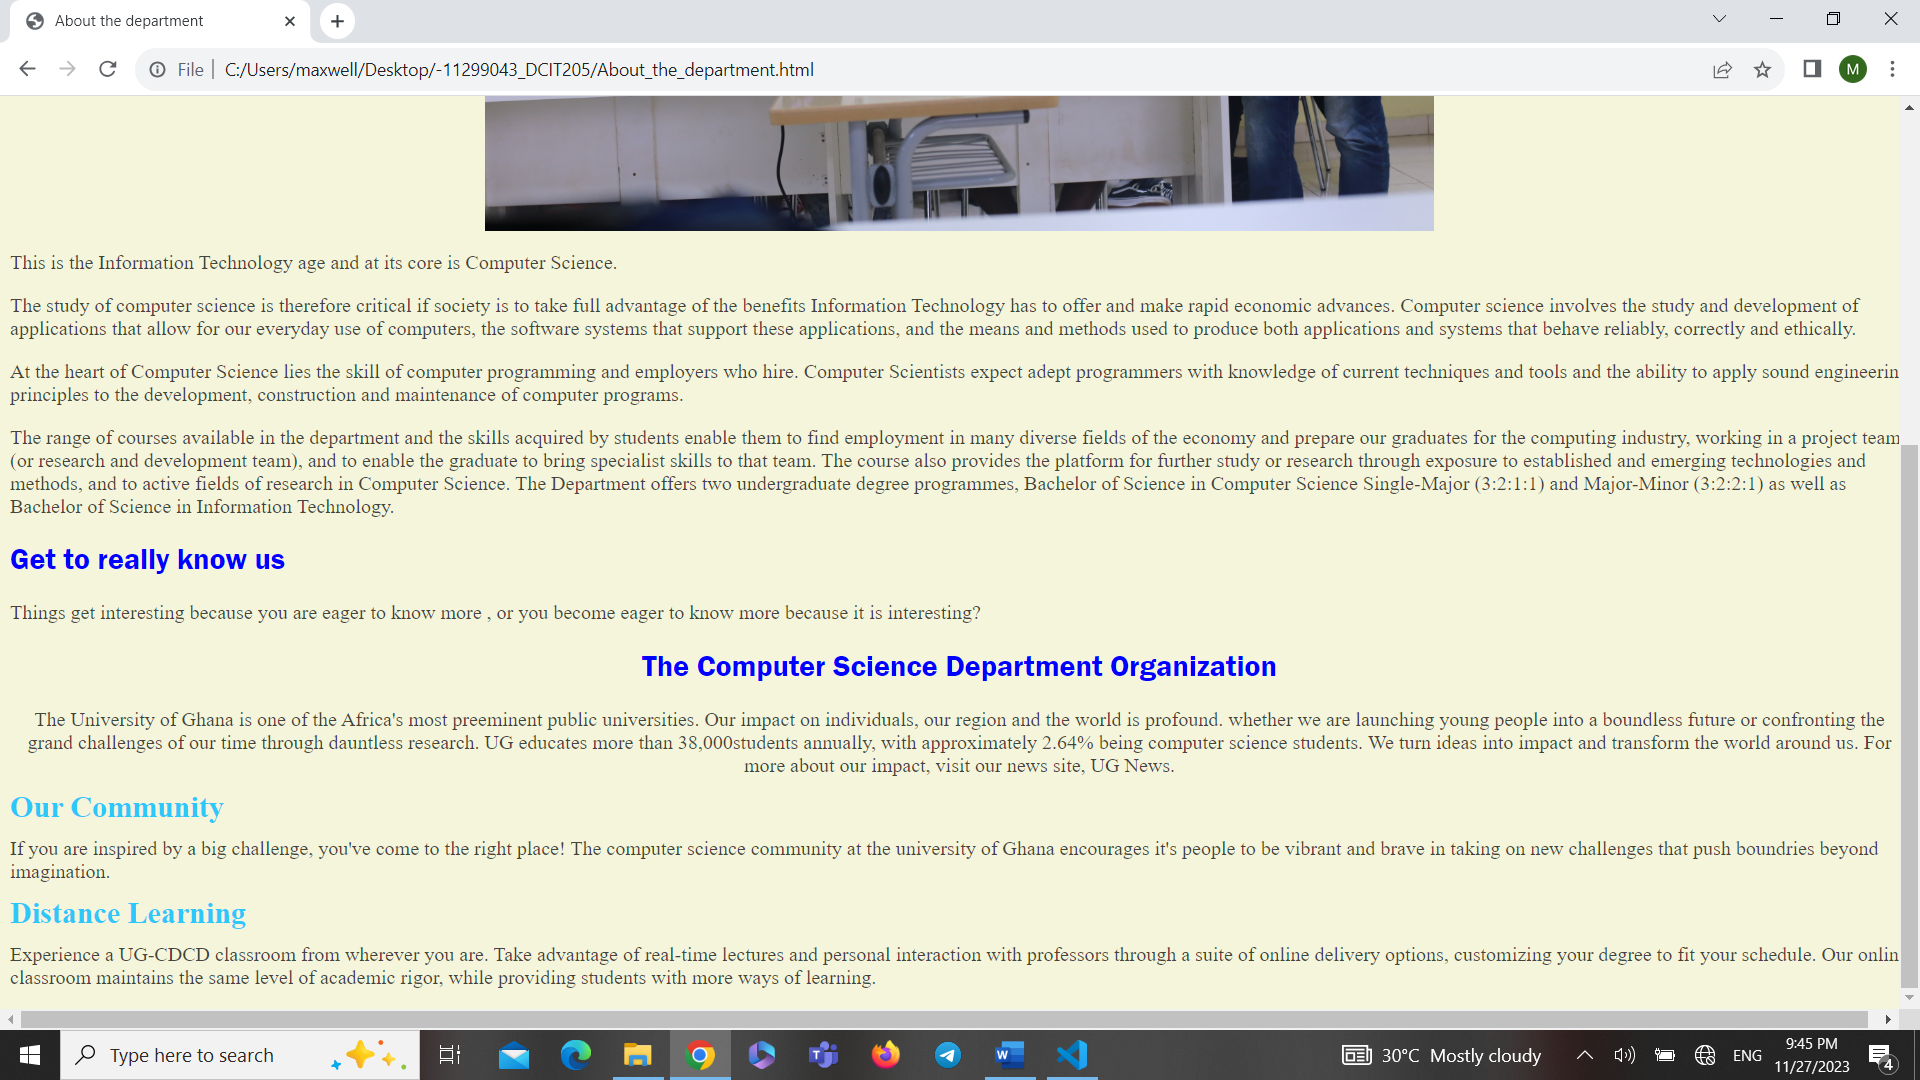 About the department
File
C:/Users/maxwell/Desktop/-11299043_DCIT205/About_the_department.html
M
This is the Information Technology age and at its core is Computer Science.
The study of computer science is therefore critical if society is to take full advantage of the benefits Information Technology has to offer and make rapid economic advances. Computer science involves the study and development of
applications that allow for our everyday use of computers, the software systems that support these applications, and the means and methods used to produce both applications and systems that behave reliably, correctly and ethically.
At the heart of Computer Science lies the skill of computer programming and employers who hire. Computer Scientists expect adept programmers with knowledge of current techniques and tools and the ability to apply sound engineerin
principles to the development, construction and maintenance of computer programs.
The range of courses available in the department and the skills acquired by students enable them to find employment in many diverse fields of the economy and prepare our graduates for the computing industry, working in a project team
(or research and development team), and to enable the graduate to bring specialist skills to that team. The course also provides the platform for further study or research through exposure to established and emerging technologies and
methods, and to active fields of research in Computer Science. The Department offers two undergraduate degree programmes, Bachelor of Science in Computer Science Single-Major (3:2:1:1) and Major-Minor (3:2:2:1) as well as
Bachelor of Science in Information Technology.
Get to really know us
Things get interesting because you are eager to know more , or you become eager to know more because it is interesting?
The Computer Science Department Organization
The University of Ghana is one of the Africa's most preeminent public universities. Our impact on individuals, our region and the world is profound. whether we are launching young people into a boundless future or confronting the
grand challenges of our time through dauntless research. UG educates more than 38,000students annually, with approximately 2.64% being computer science students. We turn ideas into impact and transform the world around us. For
more about our impact, visit our news site, UG News.
Our Community
If you are inspired by a big challenge, you've come to the right place! The computer science community at the university of Ghana encourages it's people to be vibrant and brave in taking on new challenges that push boundries beyond
imagination.
Distance Learning
Experience a UG-CDCD classroom from wherever you are. Take advantage of real-time lectures and personal interaction with professors through a suite of online delivery options, customizing your degree to fit your schedule. Our onlin
classroom maintains the same level of academic rigor, while providing students with more ways of learning.
Type here to search
30°C Mostly cloudy
ENG
9:45 PM
11/27/2023
4